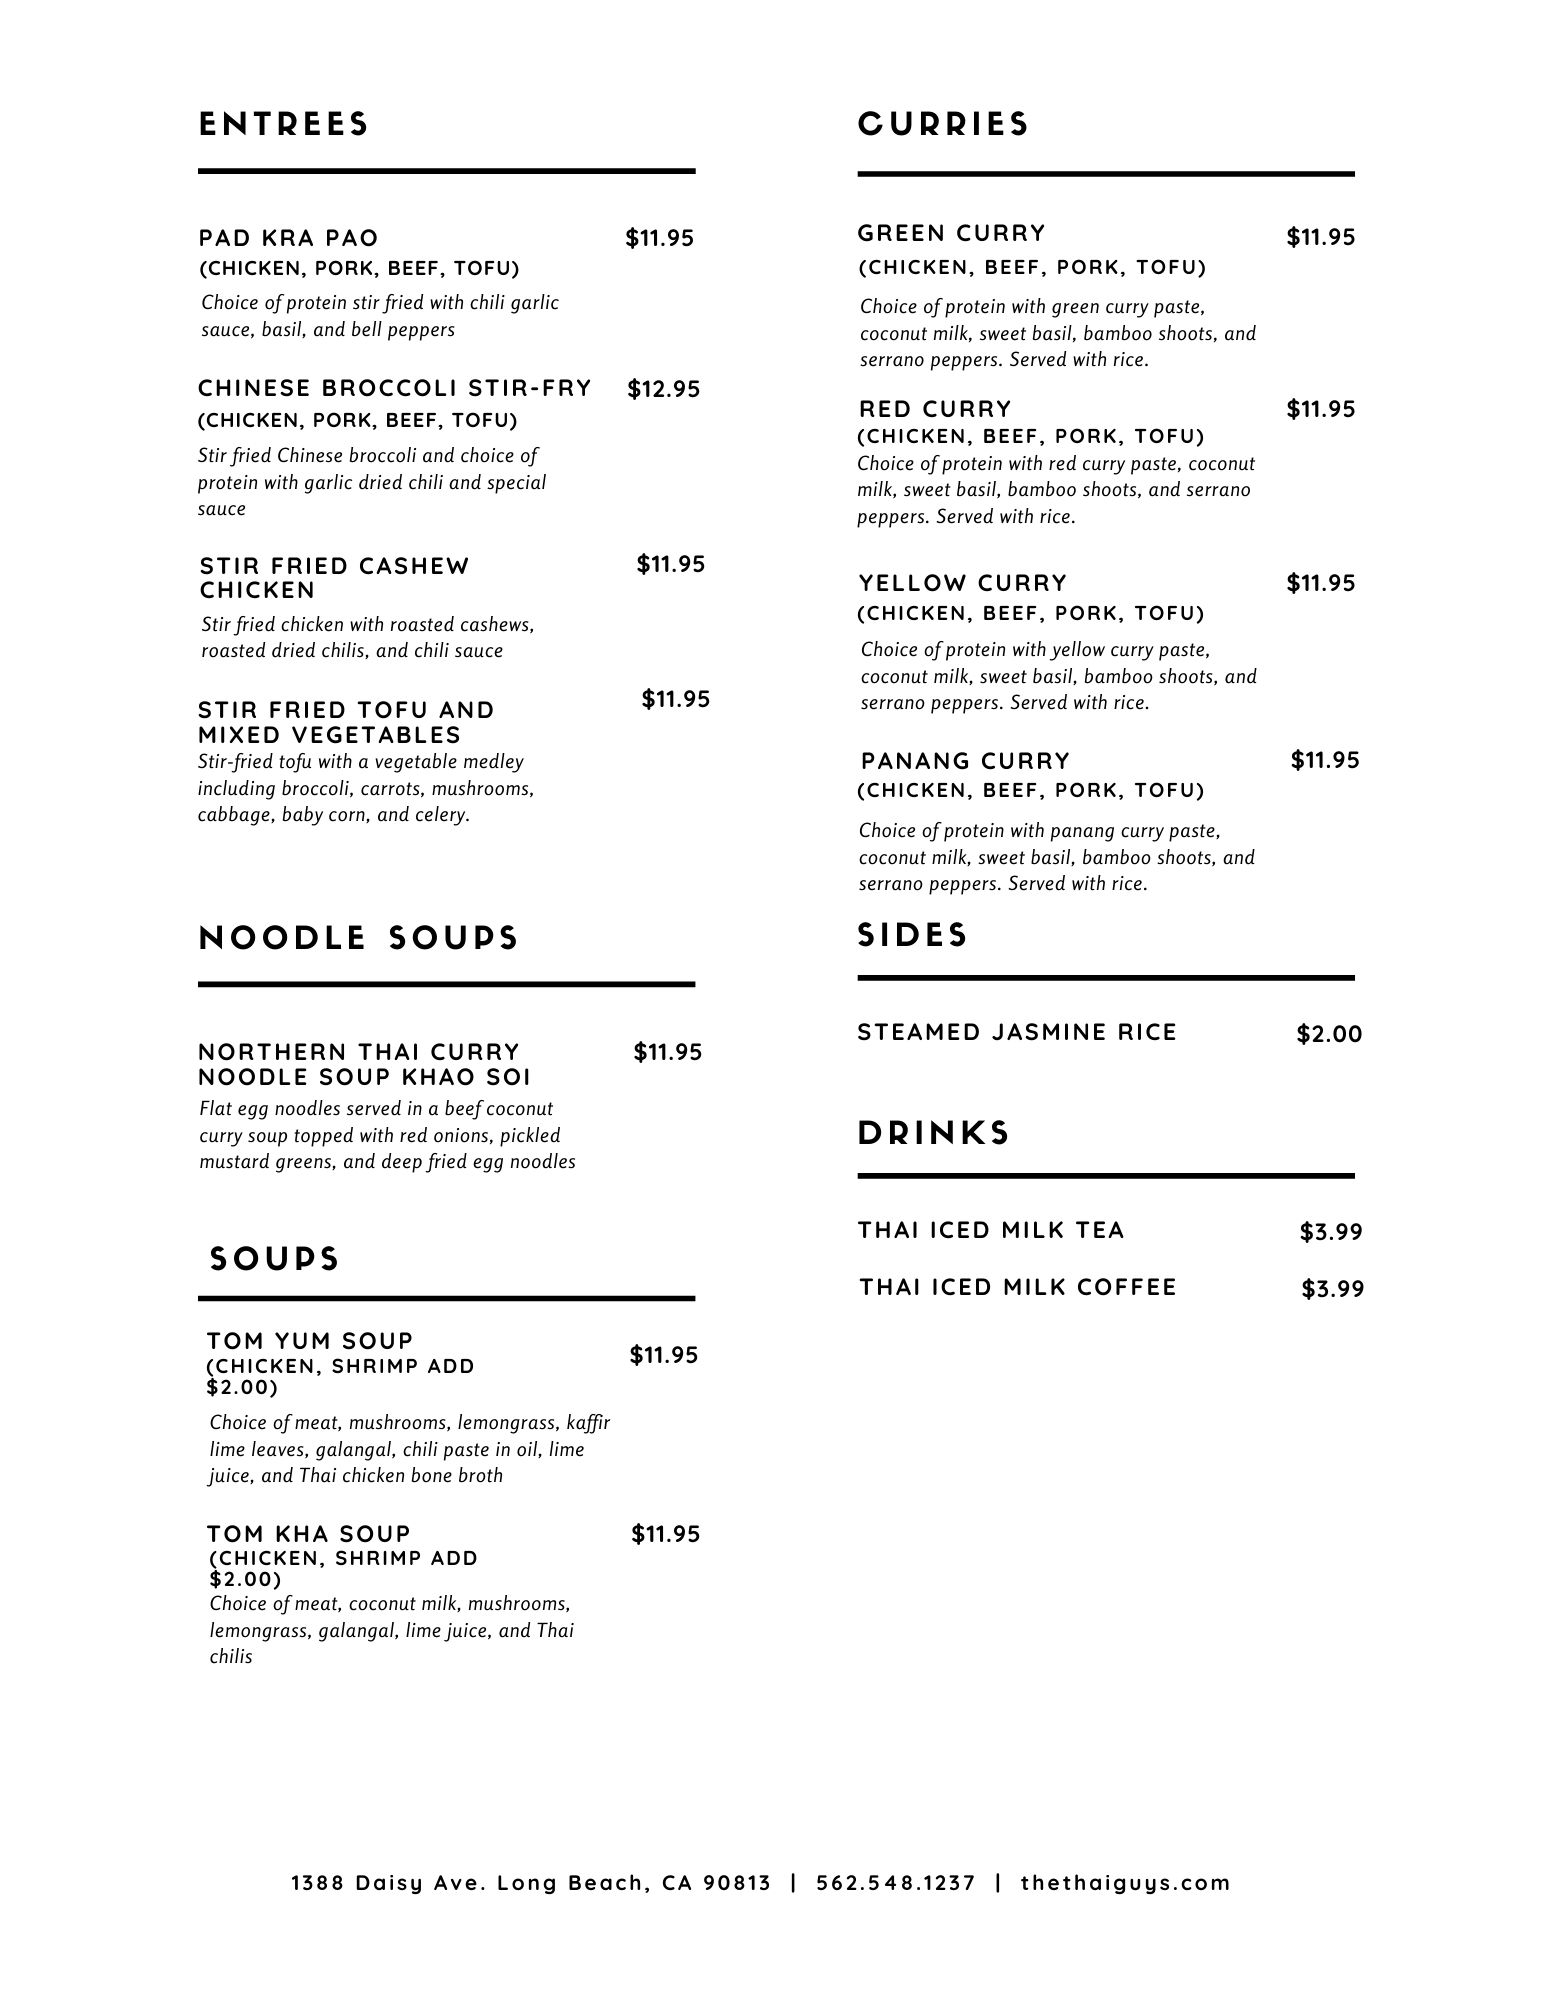 ENTREES
PAD KRA PAO $11.95
(CHICKEN, PORK, BEEF, TOFU)
Choice of protein stir fried with chili garlic
sauce, basil, and bell peppers
CHINESE BROCCOLI STIR-FRY $12.95
(CHICKEN, PORK, BEEF, TOFU)
Stir fried Chinese broccoli and choice of
protein with garlic dried chili and special
sauce
STIR FRIED CASHEW $11.95
CHICKEN
Stir fried chicken with roasted cashews,
roasted dried chilis, and chili sauce
STIR FRIED TOFU AND $11.95
MIXED VEGETABLES
Stir-fried tofu with a vegetable medley
including broccoli, carrots, mushrooms,
cabbage, baby corn, and celery.
NOODLE SOUPS
NORTHERN THAI CURRY $11.95
NOODLE SOUP KHAO SOI
Flat egg noodles served in a beef coconut
curry soup topped with red onions, pickled
mustard greens, and deep fried egg noodles
SOUPS
TOM YUM SOUP $11.95
(CHICKEN, SHRIMP ADD
$2.00)
Choice of meat, mushrooms, lemongrass, kaffir
lime leaves, galangal, chili paste in oil, lime
juice, and Thai chicken bone broth
TOM KHA SOUP $11.95
(CHICKEN, SHRIMP ADD
$2.00)
Choice of meat, coconut milk, mushrooms,
lemongrass, galangal, lime juice, and Thai
chilis
CURRIES
GREEN CURRY $11.95
(CHICKEN, BEEF, PORK, TOFU)
Choice of protein with green curry paste,
coconut milk, sweet basil, bamboo shoots, and
serrano peppers. Served with rice.
RED CURRY $11.95
(CHICKEN, BEEF, PORK, TOFU)
Choice of protein with red curry paste, coconut
milk, sweet basil, bamboo shoots, and serrano
peppers. Served with rice.
YELLOW CURRY $11.95
(CHICKEN, BEEF, PORK, TOFU)
Choice of protein with yellow curry paste,
coconut milk, sweet basil, bamboo shoots, and
serrano peppers. Served with rice.
PANANG CURRY $11.95
(CHICKEN, BEEF, PORK, TOFU)
Choice of protein with panang curry paste,
coconut milk, sweet basil, bamboo shoots, and
serrano peppers. Served with rice.
SIDES
STEAMED JASMINE RICE $2.00
DRINKS
THAI ICED MILK TEA $3.99
THAI ICED MILK COFFEE $3.99
1388 Daisy Ave. Long Beach, CA 90813 | 562.548.1237 | thethaiguys.com